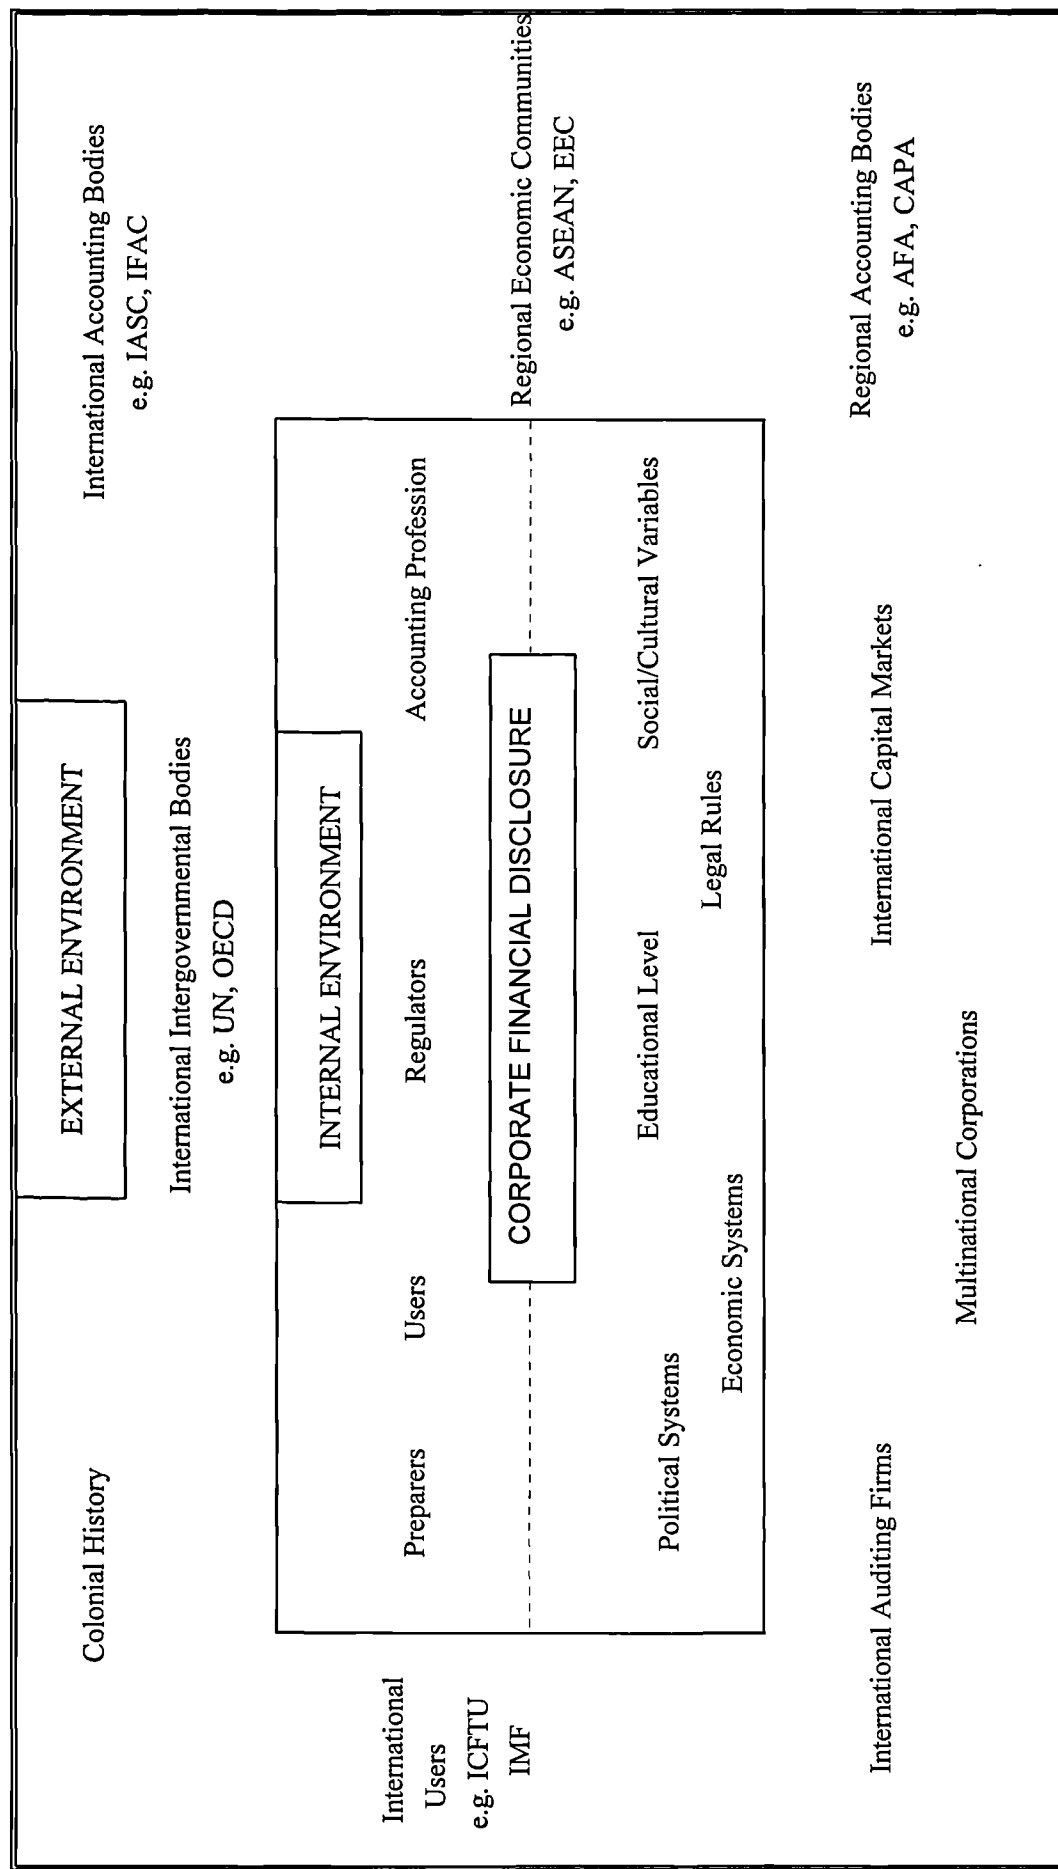 EXTERNAL ENVIRONMENT
Colonial History
International Accounting Bodies
e.g. IASC, IFAC
International Intergovernmental Bodies
e.g. UN, OECD
INTERNAL ENVIRONMENT
International
Users
e.g. ICFTU
IMF
Preparers
Users
Regulators
Accounting Profession
CORPORATE FINANCIAL DISCLOSURE
Regional Economic Communities
e.g. ASEAN, EEC
Political Systems
Educational Level
Social/Cultural Variables
Economic Systems
Legal Rules
International Auditing Firms
International Capital Markets
Regional Accounting Bodies
e.g. AFA, CAPA
Multinational Corporations